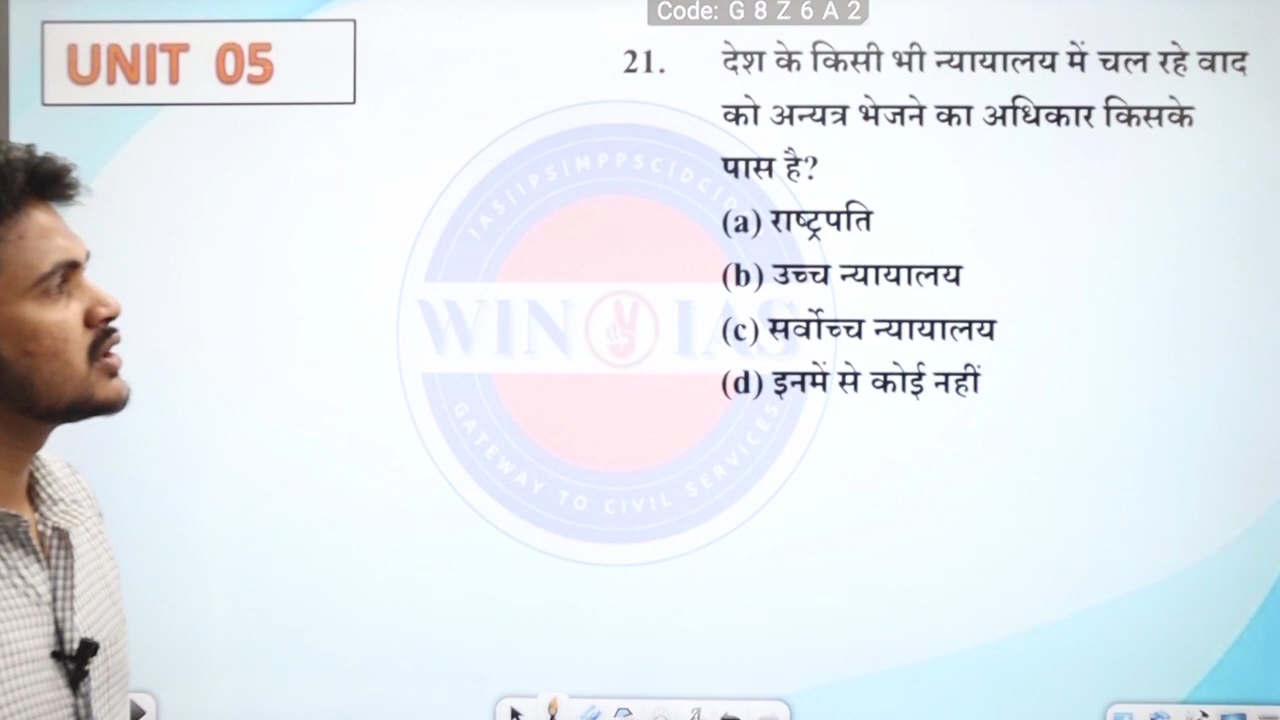 Code: G 8 Z 6 A 2
UNIT 05
21. देश के किसी भी न्यायालय में चल रहे वाद
को अन्यत्र भेजने का अधिकार किसके
पास है?
(a) राष्ट्रपति
(b) उच्च न्यायालय
(c) सर्वोच्च न्यायालय
(d) इनमें से कोई नहीं
WIN IAS
GATEWAY TO CIVIL SERVICES